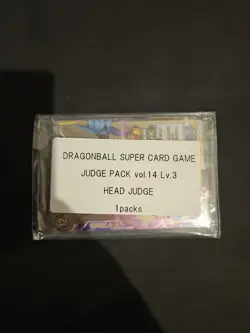 DRAGONBALL SUPER CARD GAME
JUDGE PACK vol.14 Lv.3
HEAD JUDGE
1packs